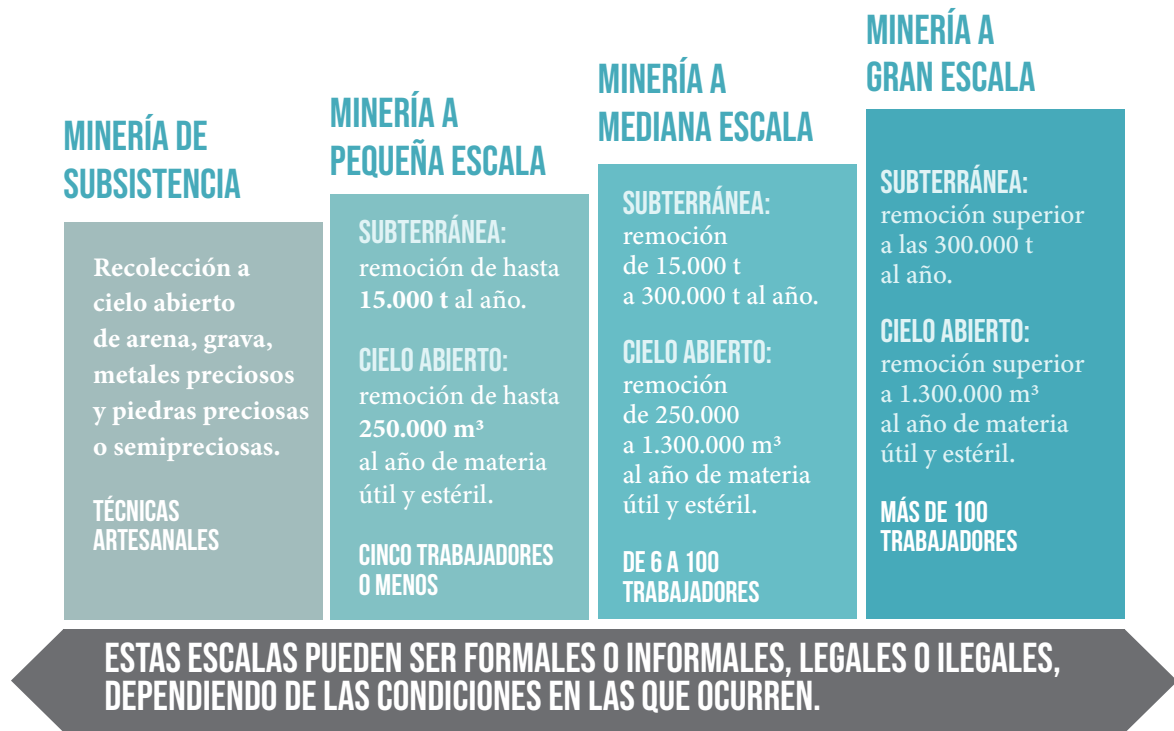 MINERÍA DE
SUBSISTENCIA
Recolección a
cielo abierto
de arena, grava,
metales preciosos
y piedras preciosas
o semipreciosas.
TÉCNICAS
ARTESANALES
MINERÍA A
PEQUEÑA ESCALA
SUBTERRÁNEA:
remoción de hasta
15.000 t al año.
CIELO ABIERTO:
remoción de hasta
250.000 m³
al año de materia
útil y estéril.
CINCO TRABAJADORES
O MENOS
MINERÍA A
MEDIANA ESCALA
SUBTERRÁNEA:
remoción
de 15.000 t
a 300.000 t al año.
CIELO ABIERTO:
remoción
de 250.000
a 1.300.000 m³
al año de materia
útil y estéril.
DE 6 A 100
TRABAJADORES
MINERÍA A
GRAN ESCALA
SUBTERRÁNEA:
remoción superior
a las 300.000 t
al año.
CIELO ABIERTO:
remoción superior
a 1.300.000 m³
al año de materia
útil y estéril.
MÁS DE 100
TRABAJADORES
ESTAS ESCALAS PUEDEN SER FORMALES O INFORMALES, LEGALES O ILEGALES,
DEPENDIENDO DE LAS CONDICIONES EN LAS QUE OCURREN.